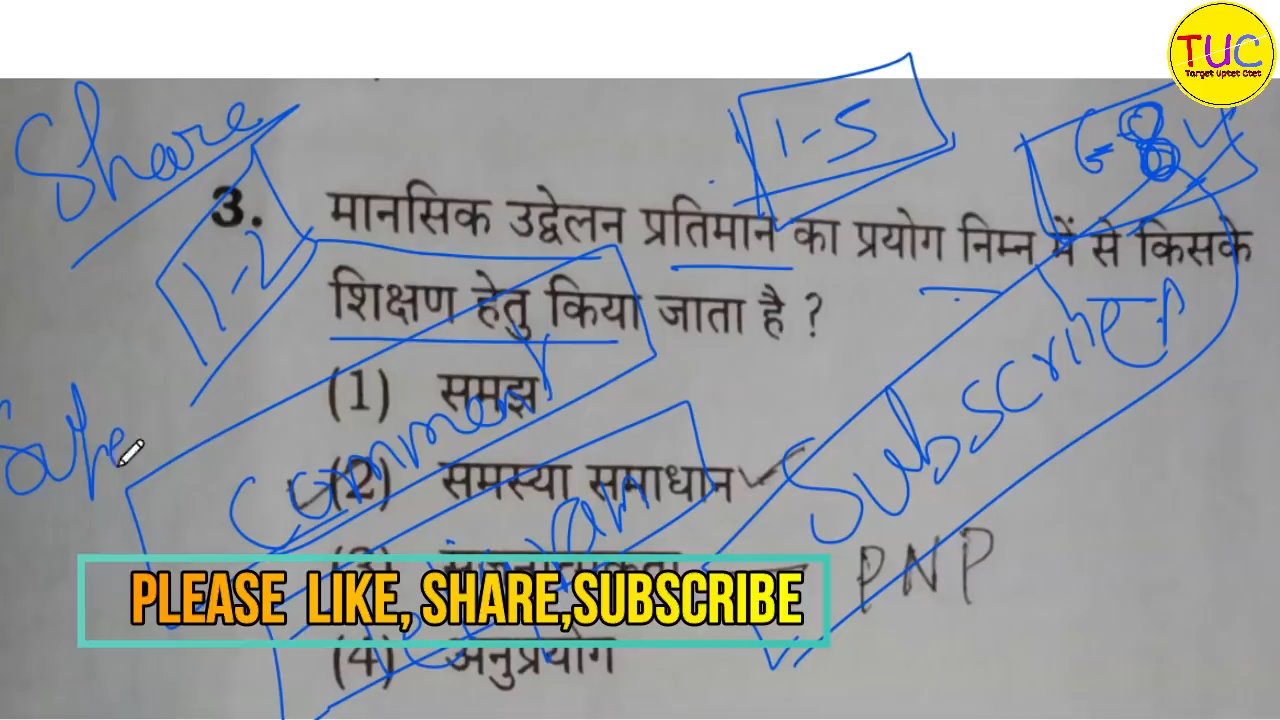 TUC
Target Uptet Ctet
Share
1-5
6-8
1-2
3. मानसिक उद्वेलन प्रतिमान का प्रयोग निम्न में से किसके
शिक्षण हेतु किया जाता है ?
(1) समझ
Comment
Subscriber
(2) समस्या समाधान
PNP
PLEASE LIKE, SHARE,SUBSCRIBE
(4) अनुप्रयोग